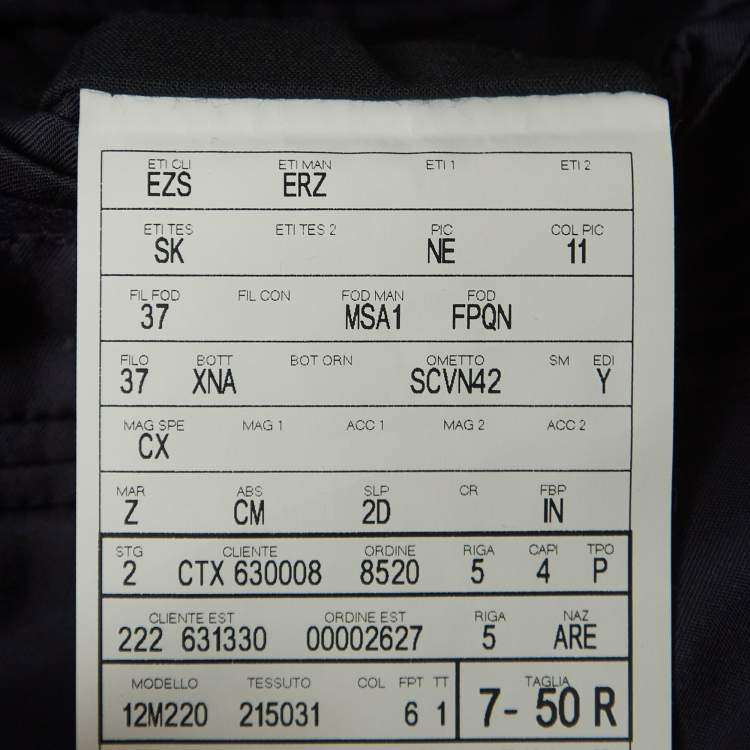 ETI CLI ETI MAN ETI 1 ETI 2
EZS ERZ
ETI TES ETI TES 2 PIC COL PIC
SK NE 11
FIL FOD FIL CON FOD MAN FOD
37 MSA1 FPQN
FILO BOTT BOT ORN OMETTO SM EDI
37 XNA SCVN42 Y
MAG SPE MAG 1 ACC 1 MAG 2 ACC 2
CX
MAR ABS SLP CR FBP
Z CM 2D IN
STG CLIENTE ORDINE RIGA CAPI TPO
2 CTX 630008 8520 5 4 P
CLIENTE EST ORDINE EST RIGA NAZ
222 631330 00002627 5 ARE
MODELLO TESSUTO COL FPT TT TAGLIA
12M220 215031 6 1 7- 50 R